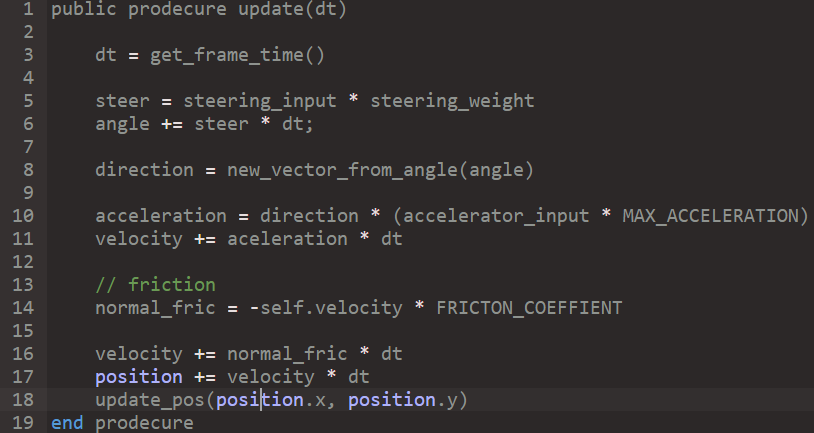 1 public prodecure update(dt)
2
3     dt = get_frame_time()
4
5     steer = steering_input * steering_weight
6     angle += steer * dt;
7
8     direction = new_vector_from_angle(angle)
9
10     acceleration = direction * (accelerator_input * MAX_ACCELERATION)
11     velocity += aceleration * dt
12
13     // friction
14     normal_fric = -self.velocity * FRICTON_COEFFIENT
15
16     velocity += normal_fric * dt
17     position += velocity * dt
18     update_pos(position.x, position.y)
19 end prodecure